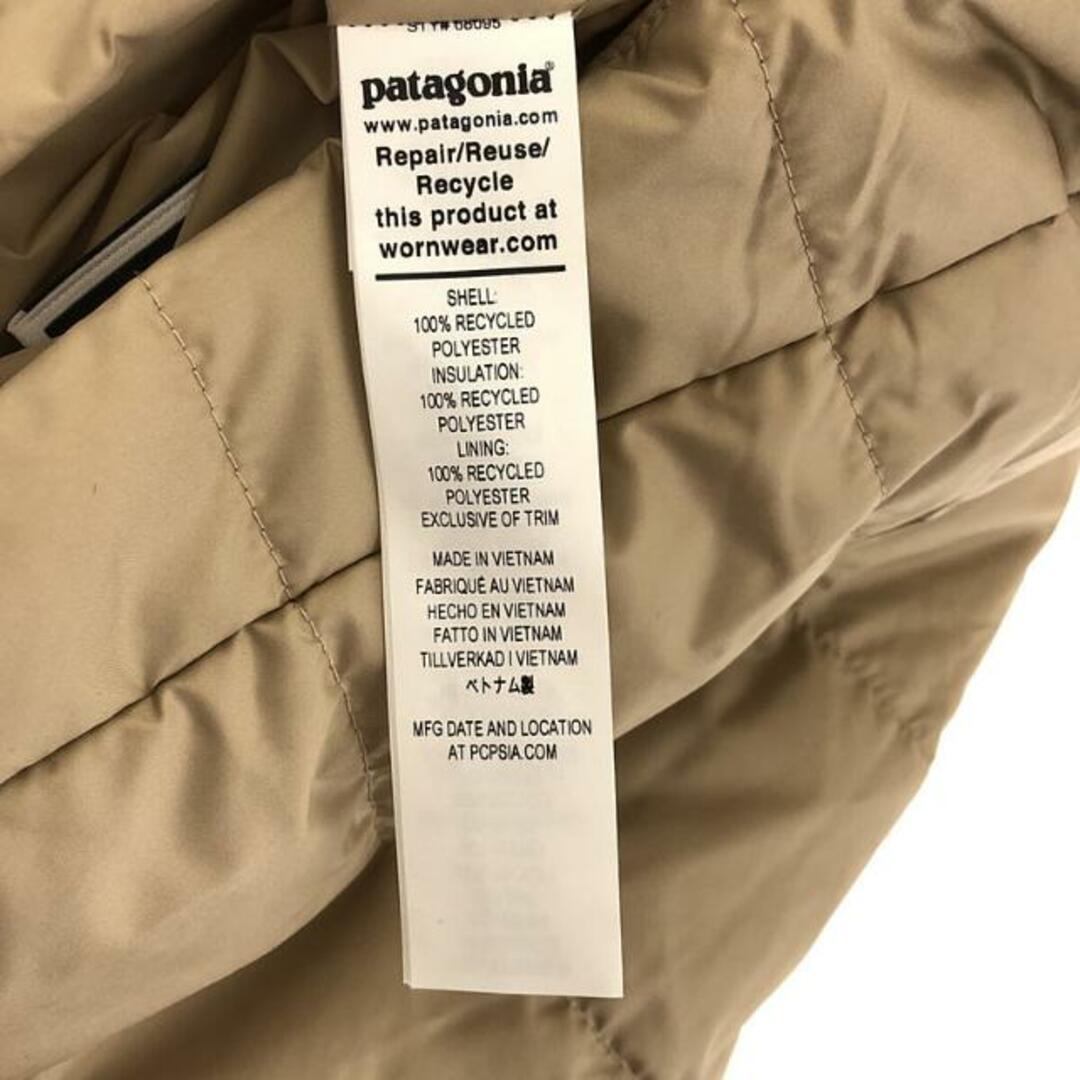 STY# 68095
patagonia®
www.patagonia.com
Repair/Reuse/
Recycle
this product at
wornwear.com
SHELL:
100% RECYCLED
POLYESTER
INSULATION:
100% RECYCLED
POLYESTER
LINING:
100% RECYCLED
POLYESTER
EXCLUSIVE OF TRIM
MADE IN VIETNAM
FABRIQUÉ AU VIETNAM
HECHO EN VIETNAM
FATTO IN VIETNAM
TILLVERKAD I VIETNAM
ベトナム製
MFG DATE AND LOCATION
AT PCPSIA.COM